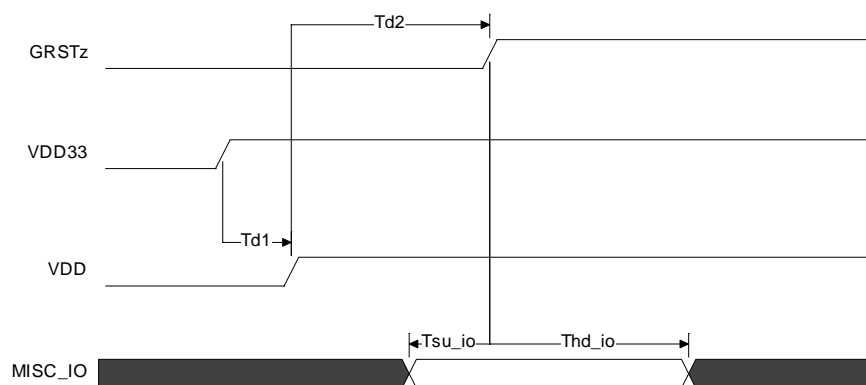 Td2
GRSTz
VDD33
Td1
VDD
Tsu_io
Thd_io
MISC_IO